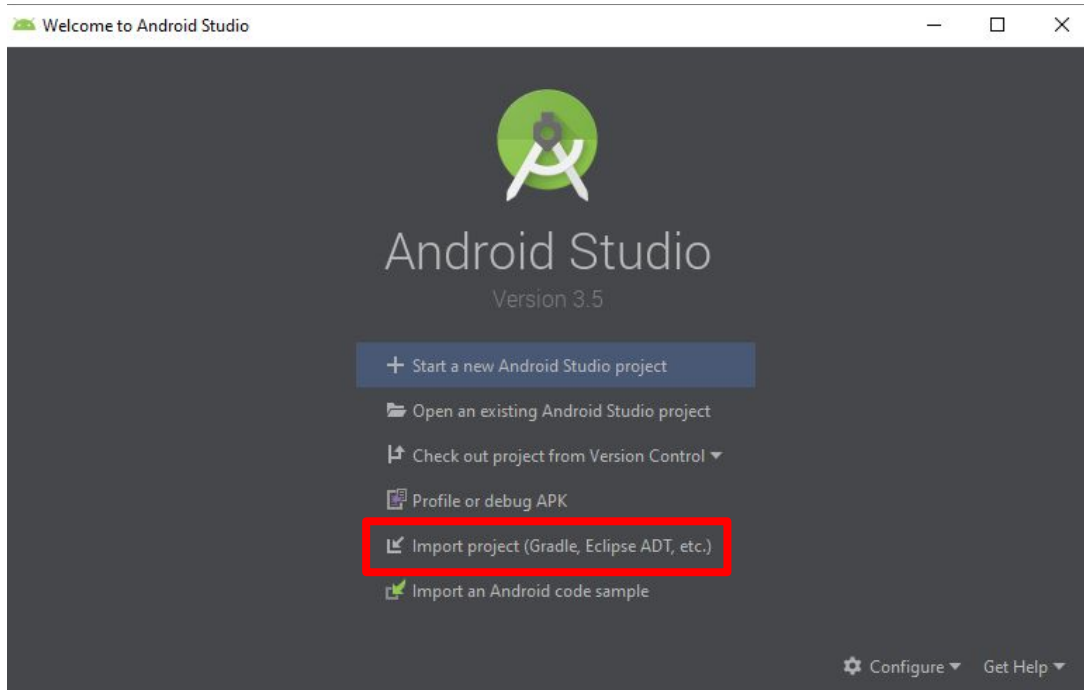 Welcome to Android Studio
Android Studio
Version 3.5
Start a new Android Studio project
Open an existing Android Studio project
Check out project from Version Control
Profile or debug APK
Import project (Gradle, Eclipse ADT, etc.)
Import an Android code sample
Configure Get Help